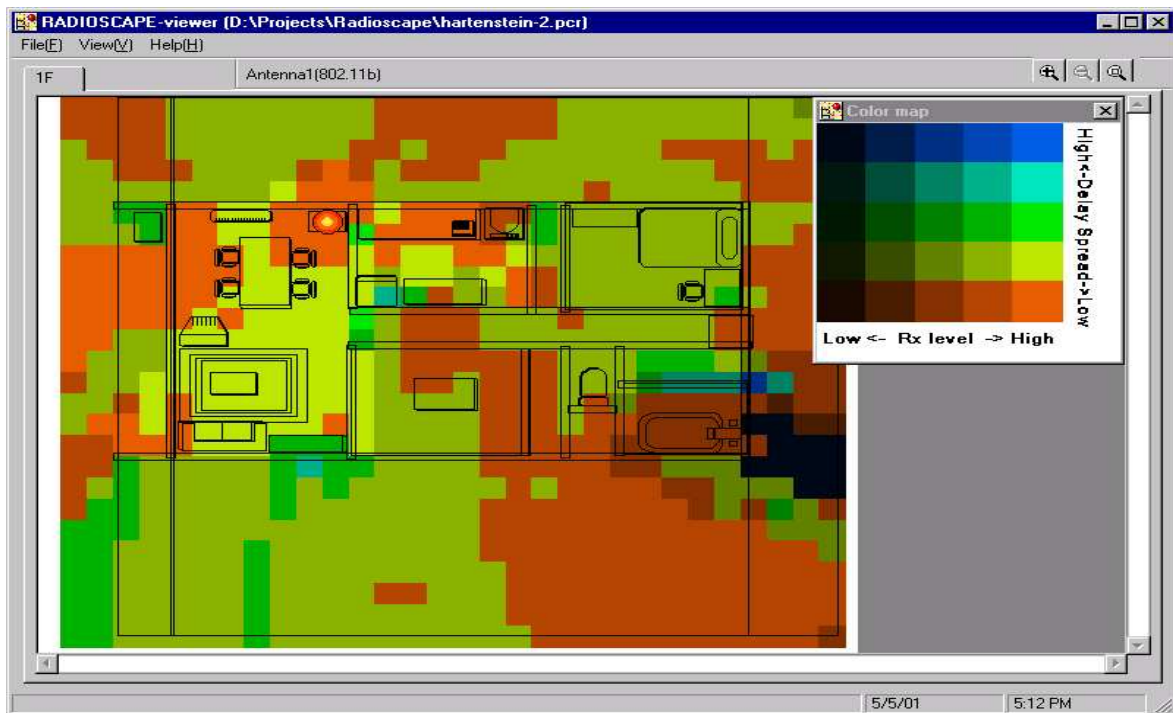 RADIOSCAPE-viewer (D:\Projects\Radioscape\hartenstein-2.pcr)
File(F) View(V) Help(H)
1F
Antenna1(802.11b)
Color map
High<-Delay Spread->Low
Low <- Rx level -> High
5/5/01
5:12 PM